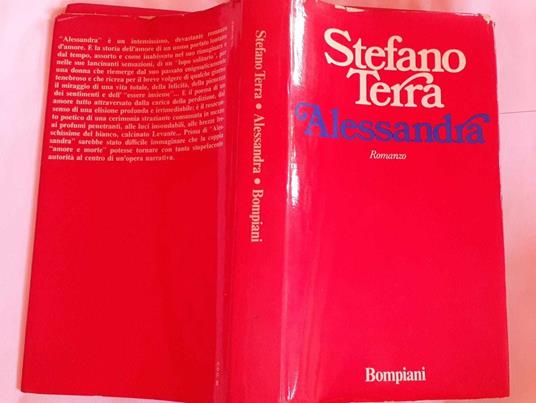 "Alessandra" è un intensissimo, devastante romanzo
d'amore. È la storia dell'amore di un uomo portato lontano
dal tempo, assorto e come inabissato nel suo rimpiangere e
nelle sue lancinanti sensazioni, di un "lupo solitario", per
una donna che riemerge dal suo passato enigmaticamente
tenebroso e che ricrea per il breve volgere di qualche giorno
il miraggio di una vita totale, della felicità, della pienezza
dei sentimenti e dell'"essere insieme"... E il poema di un
amore tutto attraversato dalla carica della perdizione, dal
senso di una elisione profonda e irrimediabile: è il resoconto
poetico di una cerimonia straziante consumata in mezzo
ai profumi penetranti, alle luci insondabili, alle brezze fre-
schissime del bianco, calcinato Levante... Prima di "Ales-
sandra" sarebbe stato difficile immaginare che la coppia
"amore e morte" potesse tornare con tanta stupefacente
autorità al centro di un'opera narrativa.
Stefano Terra • Alessandra • Bompiani
Stefano
Terra
Alessandra
Romanzo
Bompiani